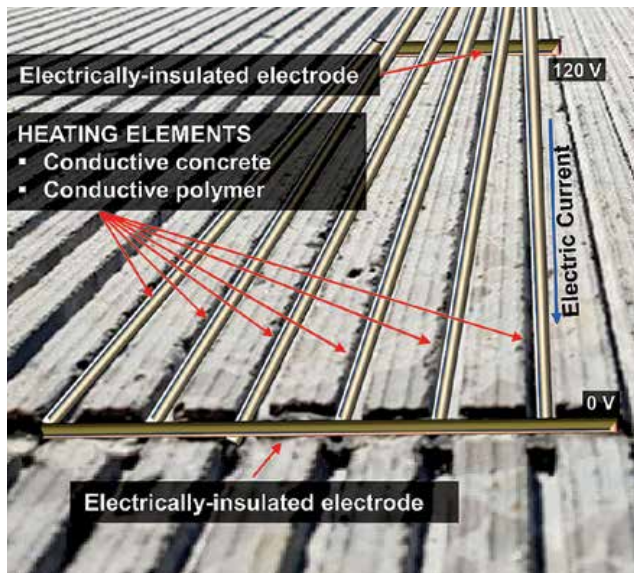 Electrically-insulated electrode
120 V
HEATING ELEMENTS
▪ Conductive concrete
▪ Conductive polymer
Electric Current
0 V
Electrically-insulated electrode